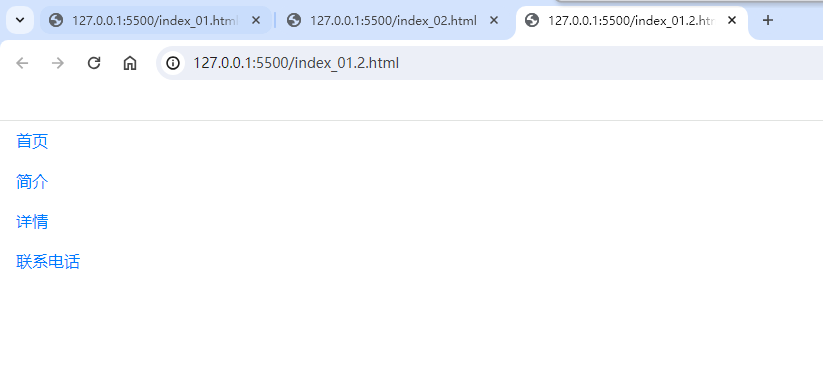 127.0.0.1:5500/index_01.html
127.0.0.1:5500/index_02.html
127.0.0.1:5500/index_01.2.ht
127.0.0.1:5500/index_01.2.html
首页
简介
详情
联系电话